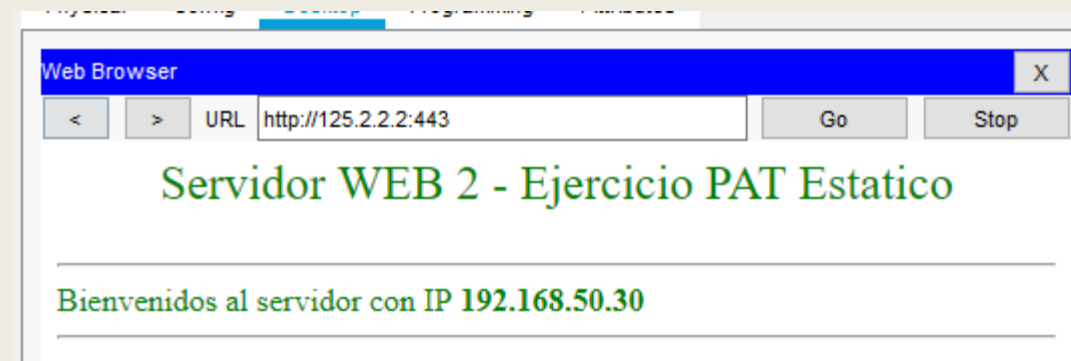 Web Browser X
< > URL http://125.2.2.2:443 Go Stop
Servidor WEB 2 - Ejercicio PAT Estatico
Bienvenidos al servidor con IP 192.168.50.30